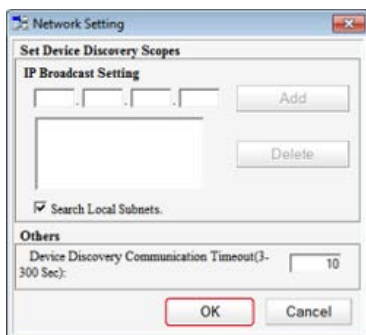 Network Setting
Set Device Discovery Scopes
IP Broadcast Setting
. . .
Add
Delete
Search Local Subnets.
Others
Device Discovery Communication Timeout(3-
300 Sec):
10
OK
Cancel